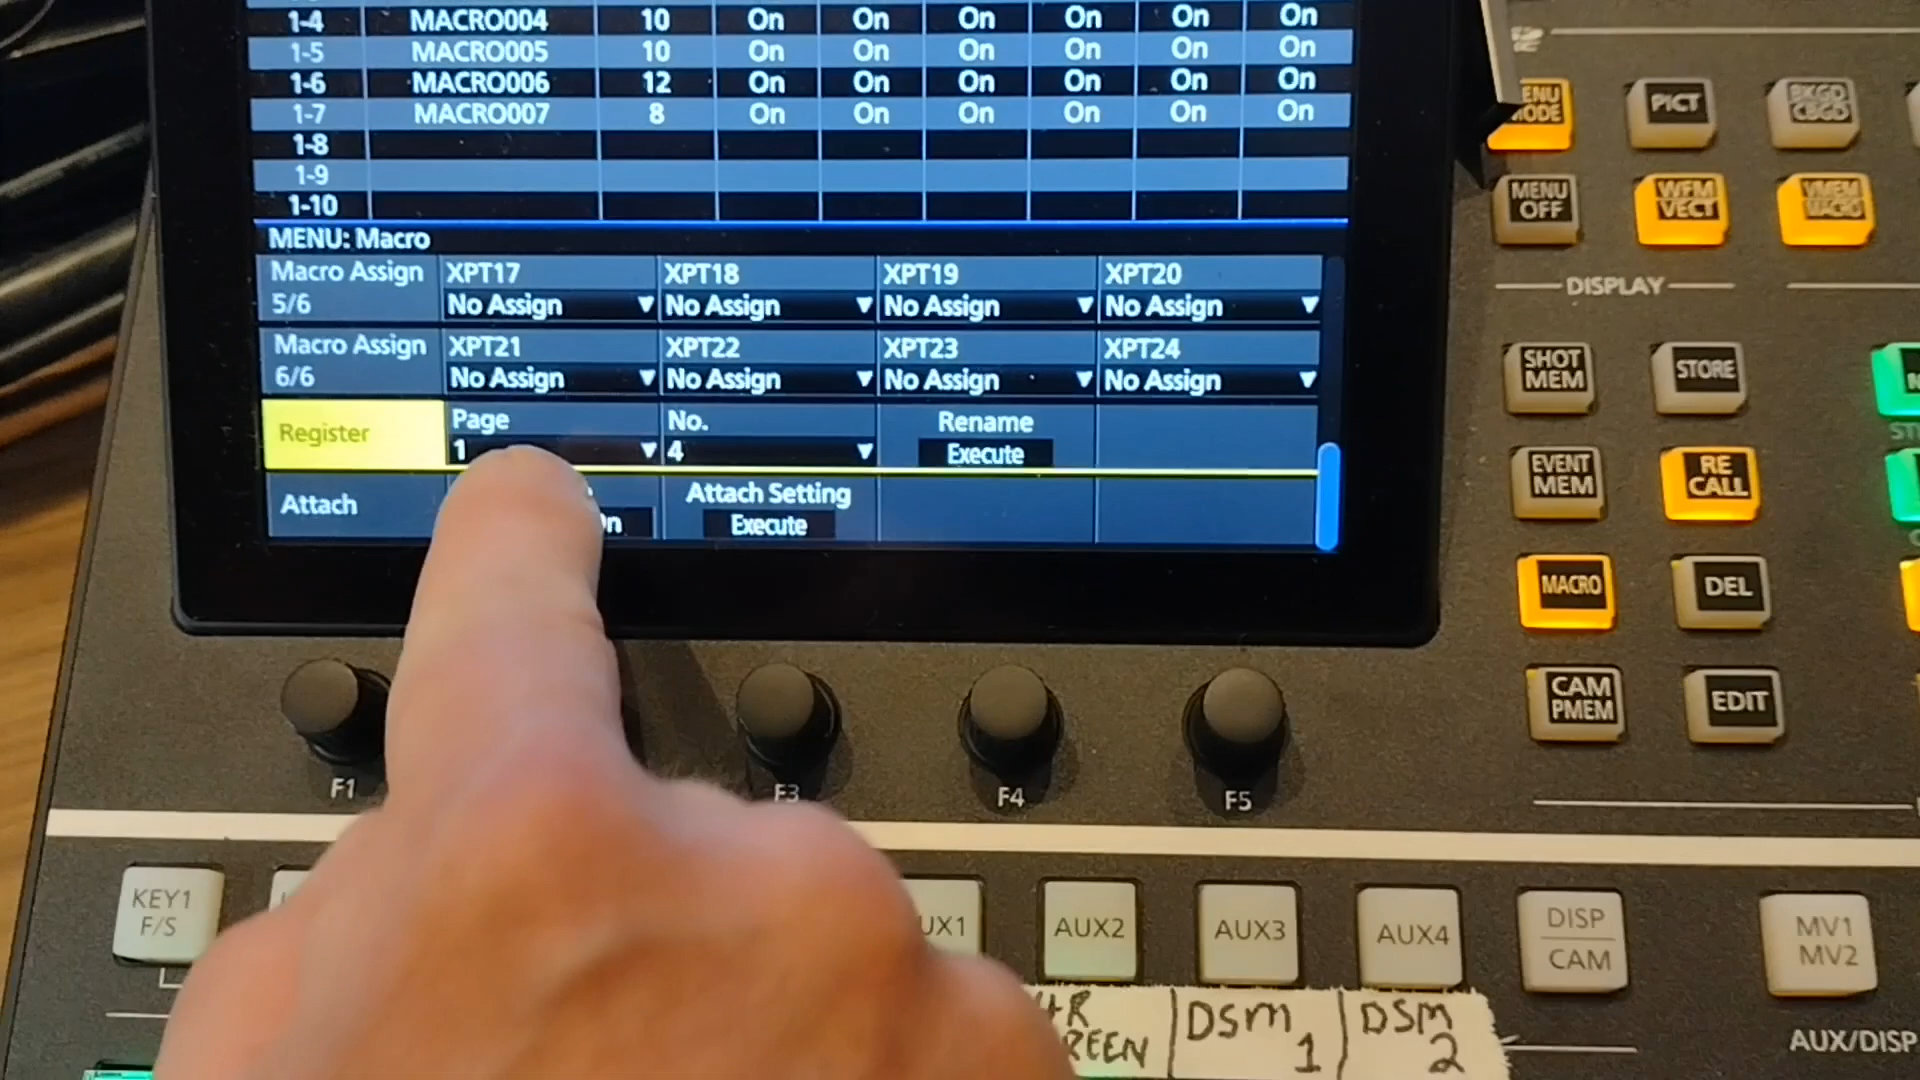 1-4 MACRO004 10 On On On On On On
1-5 MACRO005 10 On On On On On On
1-6 MACRO006 12 On On On On On On
1-7 MACRO007 8 On On On On On On
1-8
1-9
1-10
MENU: Macro
Macro Assign XPT17 XPT18 XPT19 XPT20
5/6 No Assign No Assign No Assign No Assign
Macro Assign XPT21 XPT22 XPT23 XPT24
6/6 No Assign No Assign No Assign No Assign
Register Page No. Rename
1 4 Execute
Attach Attach Setting
Execute
F1 F3 F4 F5
PICT
BKGD
CBGD
MENU
OFF
WFM
VECT
VMEM
MACRO
DISPLAY
SHOT
MEM
STORE
EVENT
MEM
RE
CALL
MACRO
DEL
CAM
PMEM
EDIT
KEY1
F/S
AUX2
AUX3
AUX4
DISP
CAM
MV1
MV2
DSM
1
DSM
2
AUX/DISP